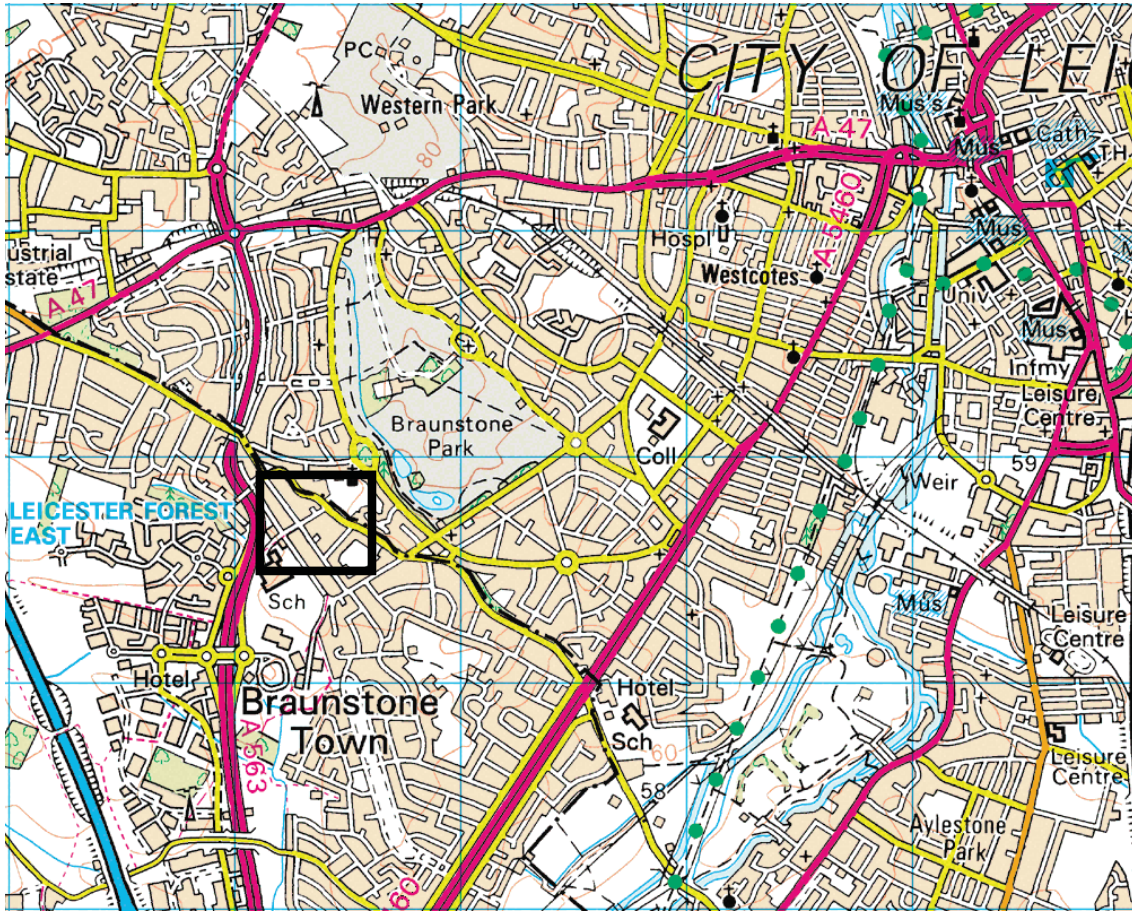 100
PC
CITY OF LEI
Western Park
80
Mus's
A 47
Mus
Cath
TH
A 5460
Hospl
Westcotes
Mus
ustrial
state
A 47
Univ
Mus
Infmy
Leisure
Centre
Braunstone
Park
Coll
59
Weir
LEICESTER FOREST
EAST
Sch
Mus
Leisure
Centre
Hotel
Braunstone
Town
Hotel
Sch
60
A 563
58
Leisure
Centre
Aylestone
Park
60